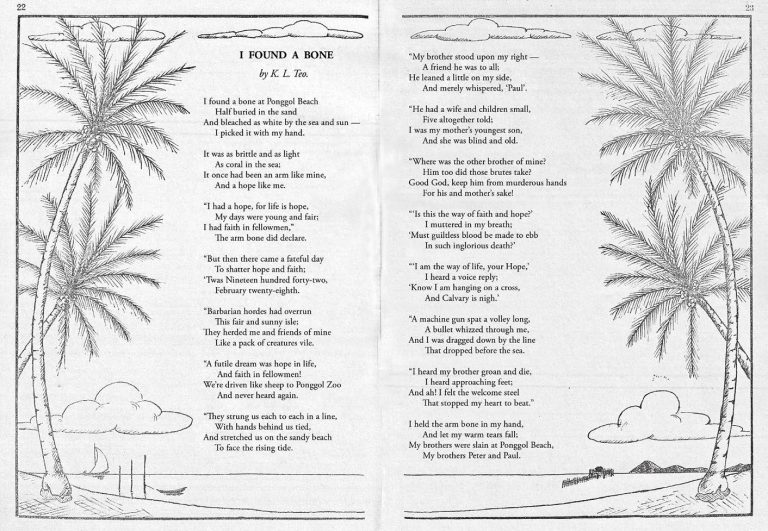 22
I FOUND A BONE
by K. L. Teo.
I found a bone at Ponggol Beach
Half buried in the sand
And bleached as white by the sea and sun —
I picked it with my hand.
It was as brittle and as light
As coral in the sea;
It once had been an arm like mine,
And a hope like me.
“I had a hope, for life is hope,
My days were young and fair;
I had faith in fellowmen,”
The arm bone did declare.
“But then there came a fateful day
To shatter hope and faith;
‘Twas Nineteen hundred forty-two,
February twenty-eighth.
“Barbarian hordes had overrun
This fair and sunny isle;
They herded me and friends of mine
Like a pack of creatures vile.
“A futile dream was hope in life,
And faith in fellowmen!
We’re driven like sheep to Ponggol Zoo
And never heard again.
“They strung us each to each in a line,
With hands behind us tied,
And stretched us on the sandy beach
To face the rising tide.
23
“My brother stood upon my right —
A friend he was to all;
He leaned a little on my side,
And merely whispered, ‘Paul’.
“He had a wife and children small,
Five altogether told;
I was my mother’s youngest son,
And she was blind and old.
“Where was the other brother of mine?
Him too did those brutes take?
Good God, keep him from murderous hands
For his and mother’s sake!
“‘Is this the way of faith and hope?’
I muttered in my breath;
‘Must guiltless blood be made to ebb
In such inglorious death?’
“‘I am the way of life, your Hope,’
I heard a voice reply;
‘Know I am hanging on a cross,
And Calvary is nigh.’
“A machine gun spat a volley long,
A bullet whizzed through me,
And I was dragged down by the line
That dropped before the sea.
“I heard my brother groan and die,
I heard approaching feet;
And ah! I felt the welcome steel
That stopped my heart to beat.”
I held the arm bone in my hand,
And let my warm tears fall;
My brothers were slain at Ponggol Beach,
My brothers Peter and Paul.